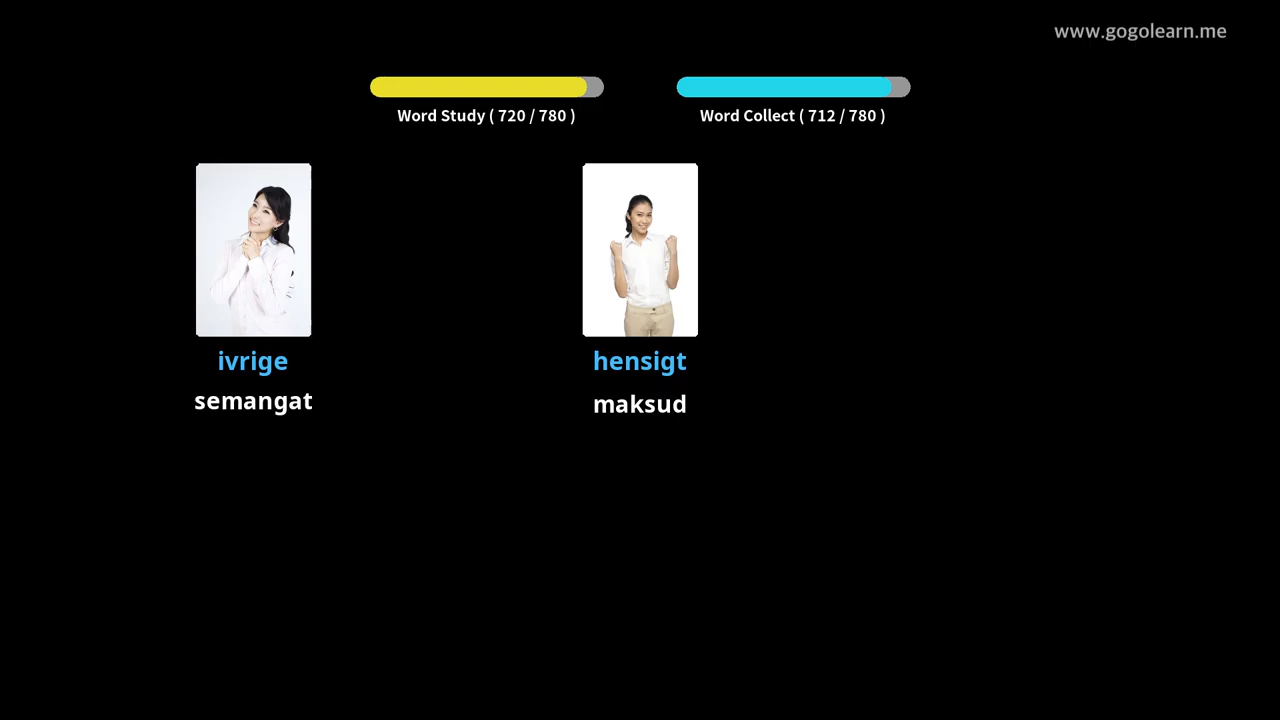 www.gogolearn.me
Word Study ( 720 / 780 )
Word Collect ( 712 / 780 )
ivrige
semangat
hensigt
maksud